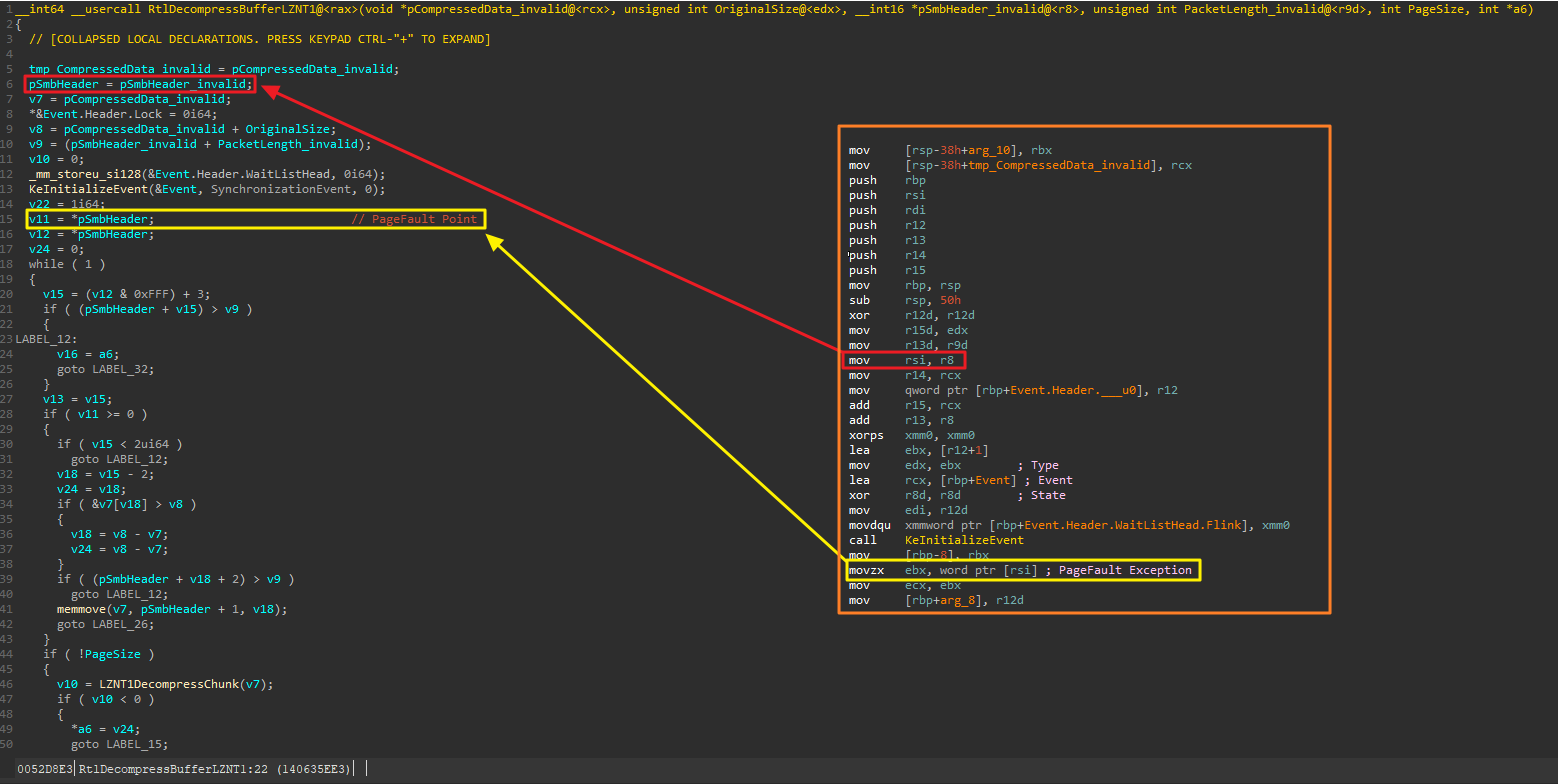 1 __int64 __usercall RtlDecompressBufferLZNT1@<rax>(void *pCompressedData_invalid@<rcx>, unsigned int OriginalSize@<edx>, __int16 *pSmbHeader_invalid@<r8>, unsigned int PacketLength_invalid@<r9d>, int PageSize, int *a6)
2 {
3 // [COLLAPSED LOCAL DECLARATIONS. PRESS KEYPAD CTRL-"+" TO EXPAND]
4
5 tmp_CompressedData_invalid = pCompressedData_invalid;
6 pSmbHeader = pSmbHeader_invalid;
7 v7 = pCompressedData_invalid;
8 *&Event.Header.Lock = 0i64;
9 v8 = pCompressedData_invalid + OriginalSize;
10 v9 = (pSmbHeader_invalid + PacketLength_invalid);
11 v10 = 0;
12 _mm_storeu_si128(&Event.Header.WaitListHead, 0i64);
13 KeInitializeEvent(&Event, SynchronizationEvent, 0);
14 v22 = 1i64;
15 v11 = *pSmbHeader; // PageFault Point
16 v12 = *pSmbHeader;
17 v24 = 0;
18 while ( 1 )
19 {
20 v15 = (v12 & 0xFFF) + 3;
21 if ( (pSmbHeader + v15) > v9 )
22 {
23 LABEL_12:
24 v16 = a6;
25 goto LABEL_32;
26 }
27 v13 = v15;
28 if ( v11 >= 0 )
29 {
30 if ( v15 < 2ui64 )
31 goto LABEL_12;
32 v18 = v15 - 2;
33 v24 = v18;
34 if ( &v7[v18] > v8 )
35 {
36 v18 = v8 - v7;
37 v24 = v8 - v7;
38 }
39 if ( (pSmbHeader + v18 + 2) > v9 )
40 goto LABEL_12;
41 memmove(v7, pSmbHeader + 1, v18);
42 goto LABEL_26;
43 }
44 if ( !PageSize )
45 {
46 v10 = LZNT1DecompressChunk(v7);
47 if ( v10 < 0 )
48 {
49 *a6 = v24;
50 goto LABEL_15;
0052D8E3 RtlDecompressBufferLZNT1:22 (140635EE3)
mov [rsp-38h+arg_10], rbx
mov [rsp-38h+tmp_CompressedData_invalid], rcx
push rbp
push rsi
push rdi
push r12
push r13
push r14
push r15
mov rbp, rsp
sub rsp, 50h
xor r12d, r12d
mov r15d, edx
mov r13d, r9d
mov rsi, r8
mov r14, rcx
mov qword ptr [rbp+Event.Header.___u0], r12
add r15, rcx
add r13, r8
xorps xmm0, xmm0
lea ebx, [r12+1]
mov edx, ebx ; Type
lea rcx, [rbp+Event] ; Event
xor r8d, r8d ; State
mov edi, r12d
movdqu xmmword ptr [rbp+Event.Header.WaitListHead.Flink], xmm0
call KeInitializeEvent
mov [rbp-8], rbx
movzx ebx, word ptr [rsi] ; PageFault Exception
mov ecx, ebx
mov [rbp+arg_8], r12d